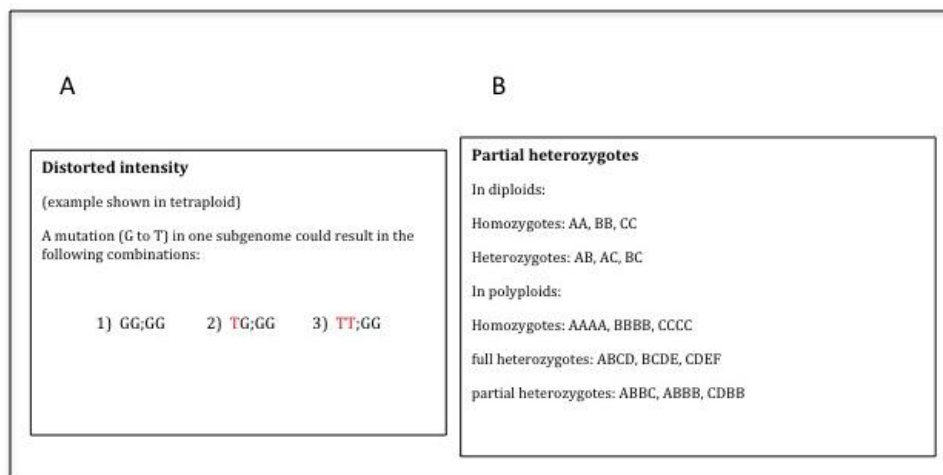 A
Distorted intensity
(example shown in tetraploid)
A mutation (G to T) in one subgenome could result in the
following combinations:
1) GG;GG 2) TG;GG 3) TT;GG
B
Partial heterozygotes
In diploids:
Homozygotes: AA, BB, CC
Heterozygotes: AB, AC, BC
In polyploids:
Homozygotes: AAAA, BBBB, CCCC
full heterozygotes: ABCD, BCDE, CDEF
partial heterozygotes: ABBC, ABBB, CDBB